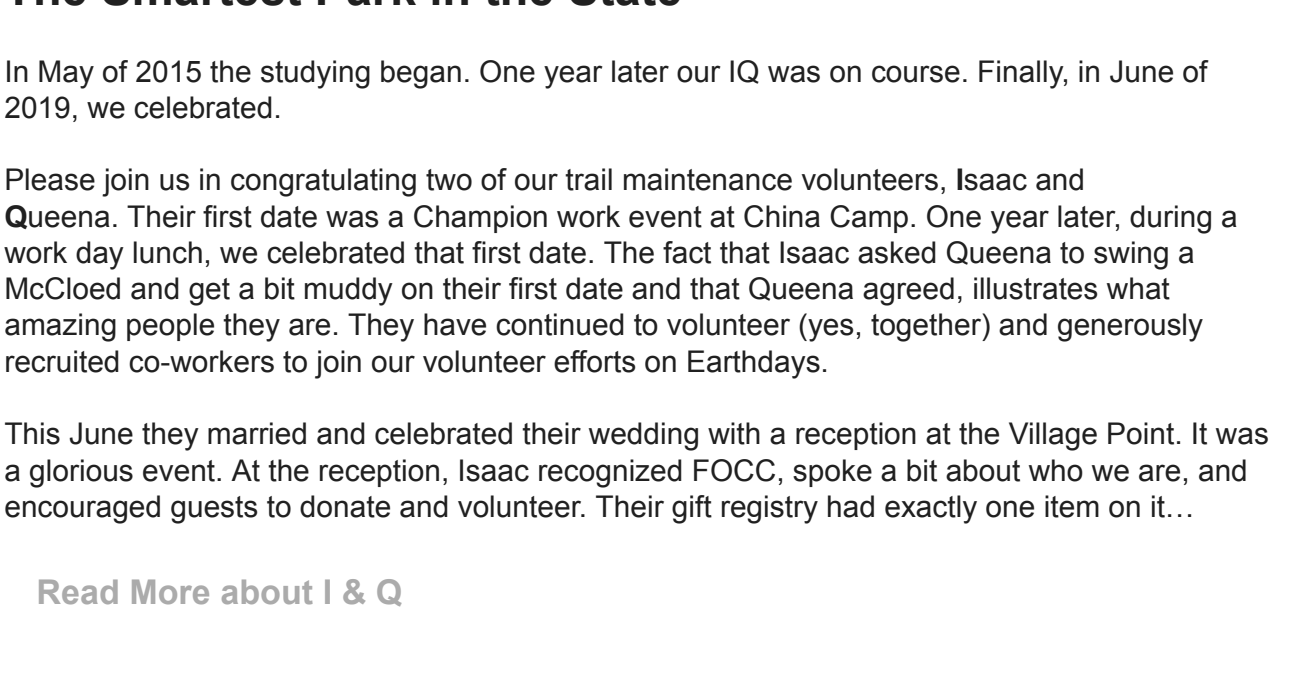 The Smartest Park in the State
In May of 2015 the studying began. One year later our IQ was on course. Finally, in June of
2019, we celebrated.
Please join us in congratulating two of our trail maintenance volunteers, Isaac and
Queena. Their first date was a Champion work event at China Camp. One year later, during a
work day lunch, we celebrated that first date. The fact that Isaac asked Queena to swing a
McCloed and get a bit muddy on their first date and that Queena agreed, illustrates what
amazing people they are. They have continued to volunteer (yes, together) and generously
recruited co-workers to join our volunteer efforts on Earthdays.
This June they married and celebrated their wedding with a reception at the Village Point. It was
a glorious event. At the reception, Isaac recognized FOCC, spoke a bit about who we are, and
encouraged guests to donate and volunteer. Their gift registry had exactly one item on it…
Read More about I & Q